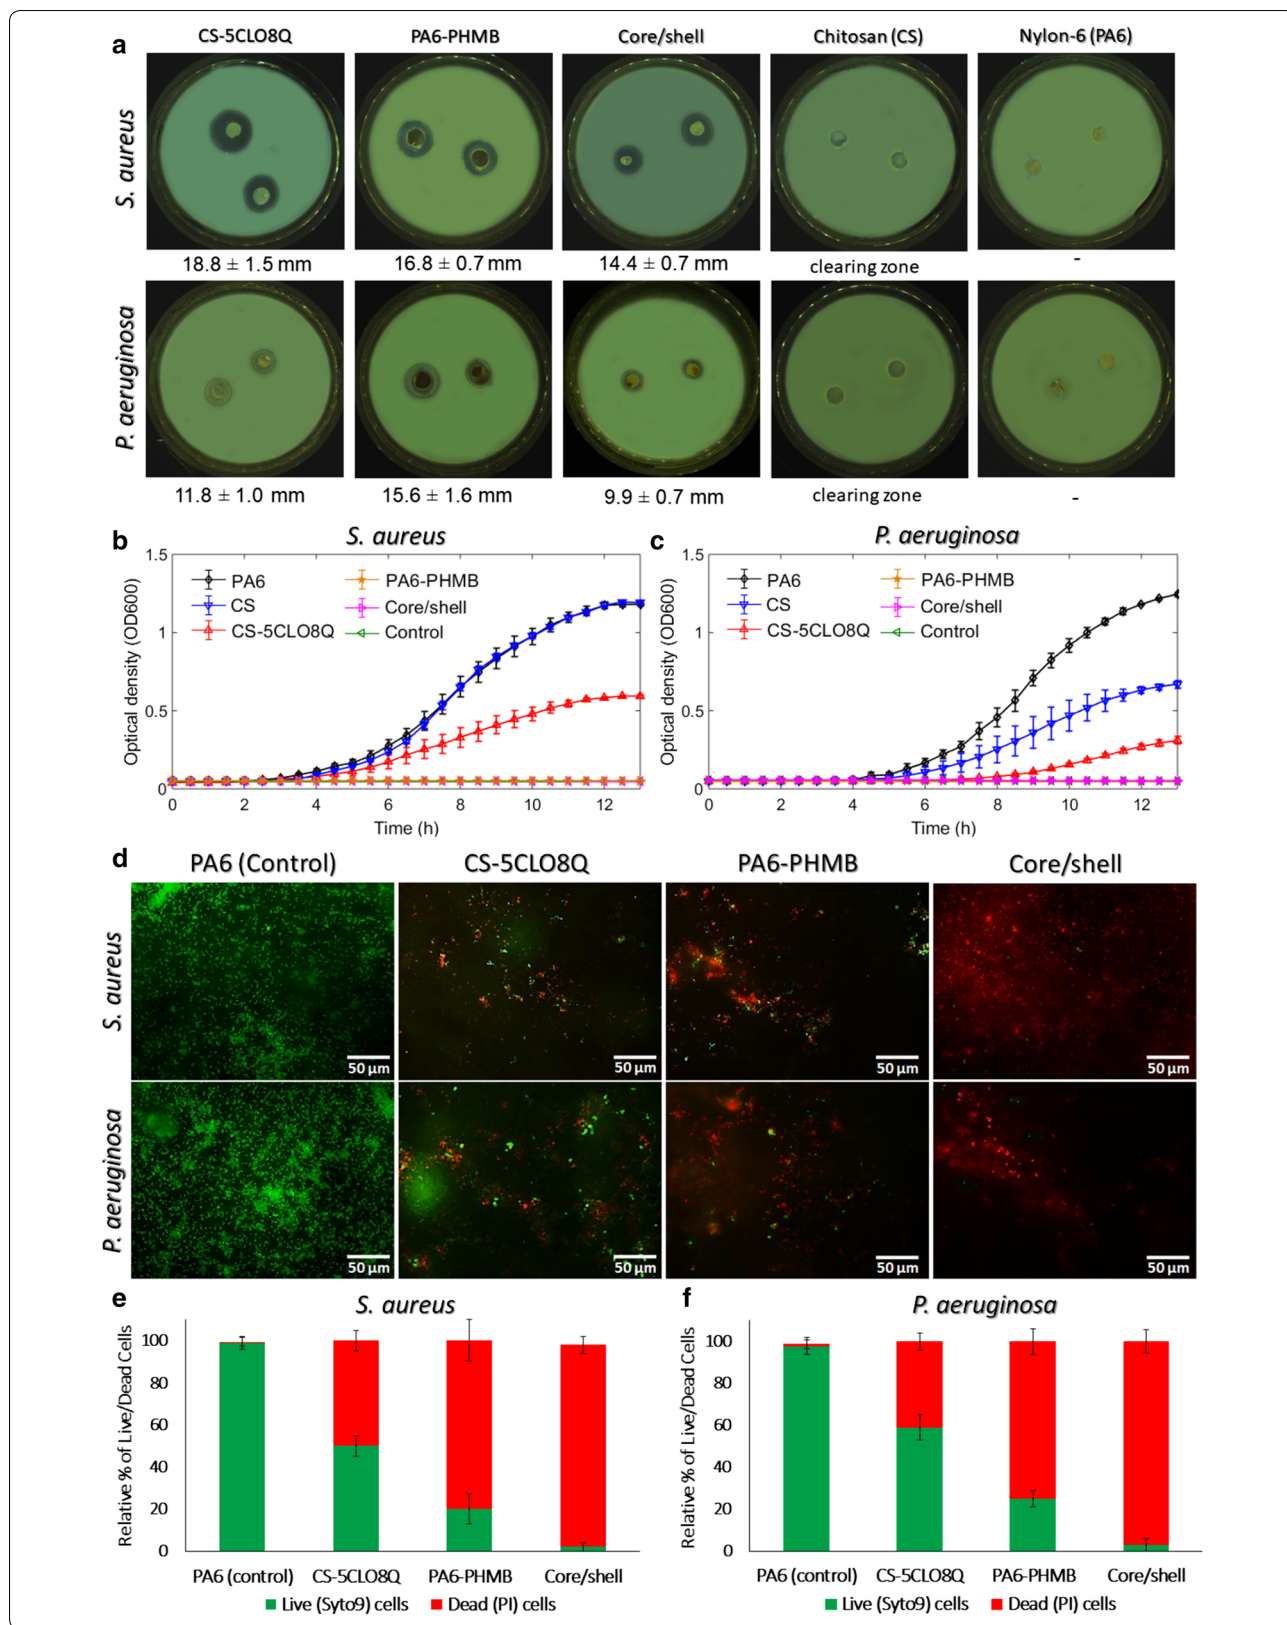 a
CS-5CLO8Q PA6-PHMB Core/shell Chitosan (CS) Nylon-6 (PA6)
S. aureus
18.8 ± 1.5 mm 16.8 ± 0.7 mm 14.4 ± 0.7 mm clearing zone -
P. aeruginosa
11.8 ± 1.0 mm 15.6 ± 1.6 mm 9.9 ± 0.7 mm clearing zone -
b S. aureus
Optical density (OD600)
1.5
1
0.5
0
PA6 PA6-PHMB
CS Core/shell
CS-5CLO8Q Control
0 2 4 6 8 10 12
Time (h)
c P. aeruginosa
Optical density (OD600)
1.5
1
0.5
0
PA6 PA6-PHMB
CS Core/shell
CS-5CLO8Q Control
0 2 4 6 8 10 12
Time (h)
d
PA6 (Control) CS-5CLO8Q PA6-PHMB Core/shell
S. aureus
50 µm 50 µm 50 µm 50 µm
P. aeruginosa
50 µm 50 µm 50 µm 50 µm
e S. aureus
Relative % of Live/Dead Cells
100
80
60
40
20
0
PA6 (control) CS-5CLO8Q PA6-PHMB Core/shell
Live (Syto9) cells Dead (PI) cells
f P. aeruginosa
Relative % of Live/Dead Cells
100
80
60
40
20
0
PA6 (control) CS-5CLO8Q PA6-PHMB Core/shell
Live (Syto9) cells Dead (PI) cells